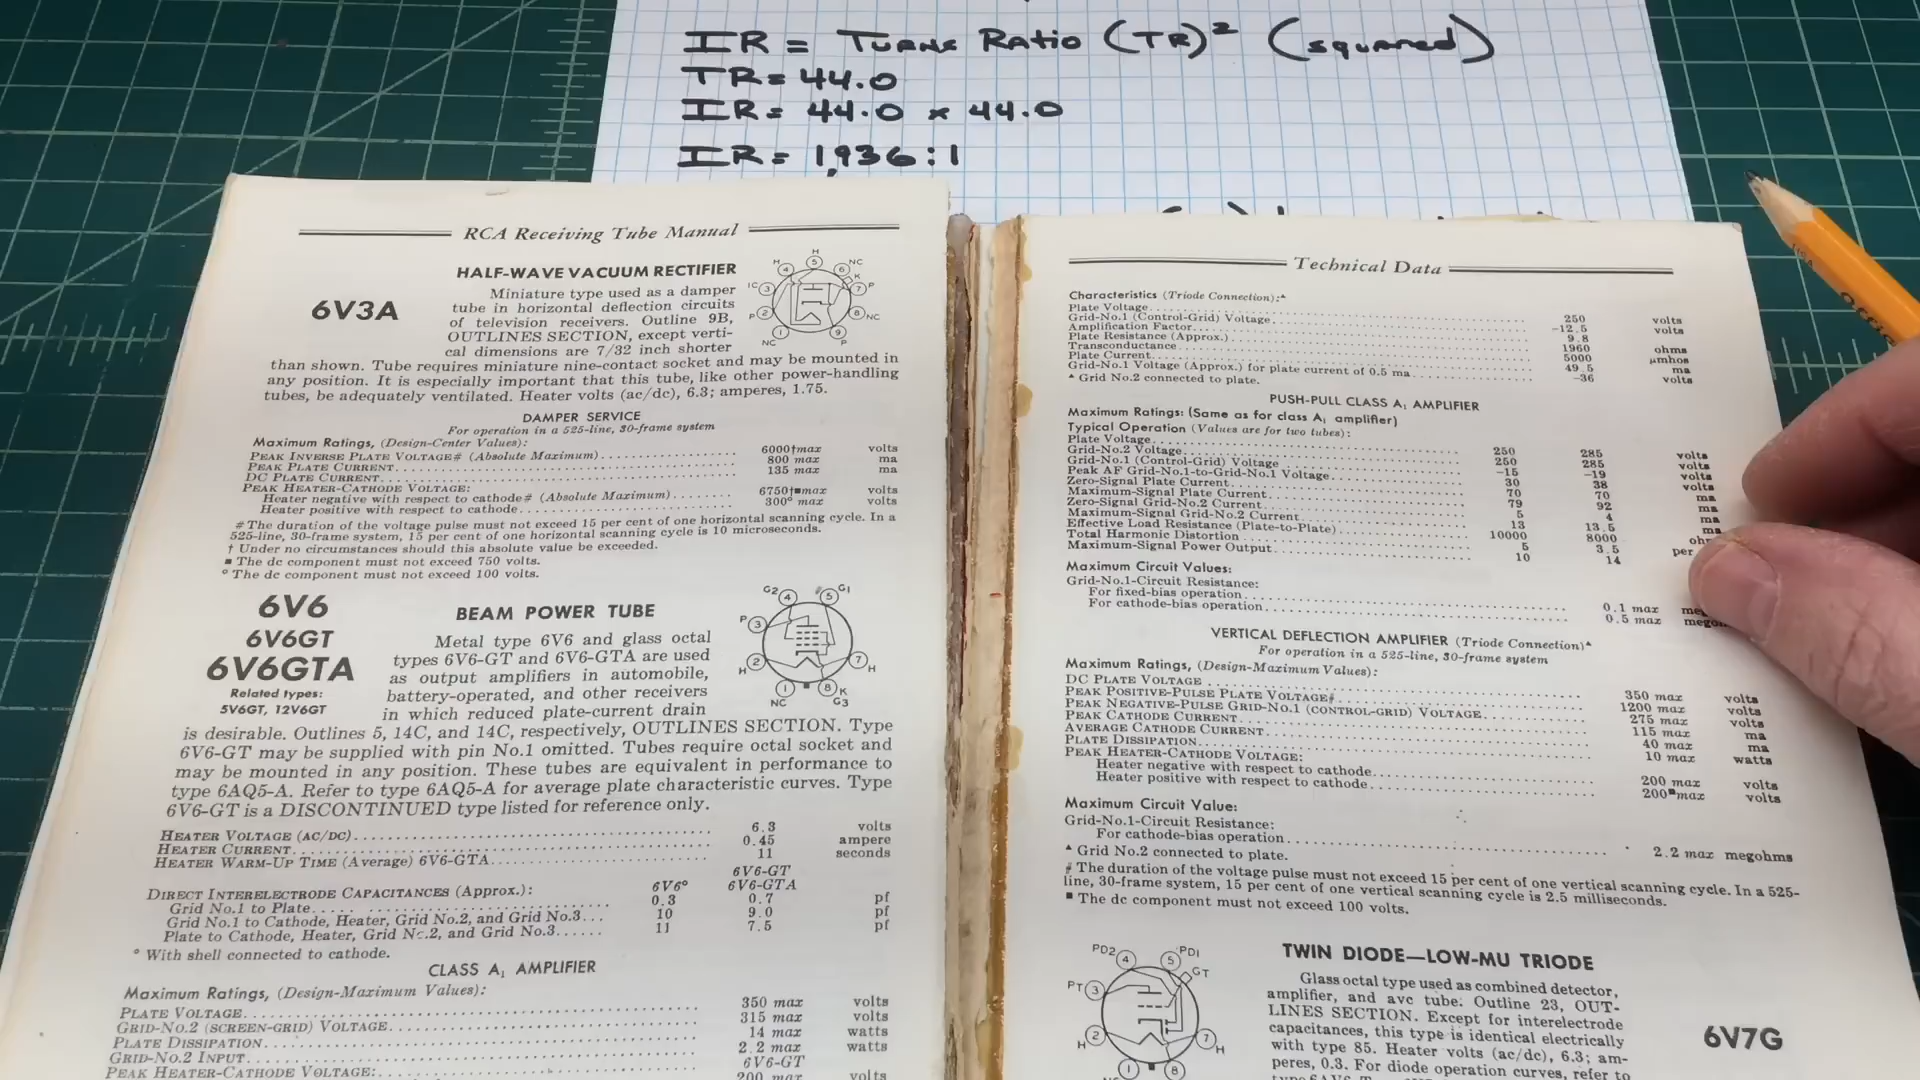 IR = Turns Ratio (TR)² (squared)
TR = 44.0
IR = 44.0 x 44.0
IR = 1,936:1
RCA Receiving Tube Manual
HALF-WAVE VACUUM RECTIFIER
6V3A
Miniature type used as a damper
tube in horizontal deflection circuits
of television receivers. Outline 9B,
OUTLINES SECTION, except verti-
cal dimensions are 7/32 inch shorter
than shown. Tube requires miniature nine-contact socket and may be mounted in
any position. It is especially important that this tube, like other power-handling
tubes, be adequately ventilated. Heater volts (ac/dc), 6.3; amperes, 1.75.
DAMPER SERVICE
For operation in a 525-line, 30-frame system
Maximum Ratings, (Design-Center Values):
PEAK INVERSE PLATE VOLTAGE# (Absolute Maximum) 6000†max volts
PEAK PLATE CURRENT 800 max ma
DC PLATE CURRENT 135 max ma
PEAK HEATER-CATHODE VOLTAGE:
Heater negative with respect to cathode# (Absolute Maximum) 6750†■max volts
Heater positive with respect to cathode 300° max volts
# The duration of the voltage pulse must not exceed 15 per cent of one horizontal scanning cycle. In a
525-line, 30-frame system, 15 per cent of one horizontal scanning cycle is 10 microseconds.
† Under no circumstances should this absolute value be exceeded.
■ The dc component must not exceed 750 volts.
° The dc component must not exceed 100 volts.
6V6
6V6GT
6V6GTA
Related types:
5V6GT, 12V6GT
BEAM POWER TUBE
Metal type 6V6 and glass octal
types 6V6-GT and 6V6-GTA are used
as output amplifiers in automobile,
battery-operated, and other receivers
in which reduced plate-current drain
is desirable. Outlines 5, 14C, and 14C, respectively, OUTLINES SECTION. Type
6V6-GT may be supplied with pin No.1 omitted. Tubes require octal socket and
may be mounted in any position. These tubes are equivalent in performance to
type 6AQ5-A. Refer to type 6AQ5-A for average plate characteristic curves. Type
6V6-GT is a DISCONTINUED type listed for reference only.
HEATER VOLTAGE (AC/DC) 6.3 volts
HEATER CURRENT 0.45 ampere
HEATER WARM-UP TIME (Average) 6V6-GTA 11 seconds
6V6-GT
DIRECT INTERELECTRODE CAPACITANCES (Approx.): 6V6° 6V6-GTA
Grid No.1 to Plate 0.3 0.7 pf
Grid No.1 to Cathode, Heater, Grid No.2, and Grid No.3 10 9.0 pf
Plate to Cathode, Heater, Grid No.2, and Grid No.3 11 7.5 pf
° With shell connected to cathode.
CLASS A₁ AMPLIFIER
Maximum Ratings, (Design-Maximum Values):
PLATE VOLTAGE 350 max volts
GRID-NO.2 (SCREEN-GRID) VOLTAGE 315 max volts
PLATE DISSIPATION 14 max watts
GRID-NO.2 INPUT 2.2 max watts
6V6-GT
PEAK HEATER-CATHODE VOLTAGE:
200 max volts
Technical Data
Characteristics (Triode Connection):▲
Plate Voltage 250 volts
Grid-No.1 (Control-Grid) Voltage -12.5 volts
Amplification Factor 9.8
Plate Resistance (Approx.) 1960 ohms
Transconductance 5000 µmhos
Plate Current 49.5 ma
Grid-No.1 Voltage (Approx.) for plate current of 0.5 ma -36 volts
▲ Grid No.2 connected to plate.
PUSH-PULL CLASS A₁ AMPLIFIER
Maximum Ratings: (Same as for class A₁ amplifier)
Typical Operation (Values are for two tubes):
Plate Voltage 250 285 volts
Grid-No.2 Voltage 250 285 volts
Grid-No.1 (Control-Grid) Voltage -15 -19 volts
Peak AF Grid-No.1-to-Grid-No.1 Voltage 30 38 volts
Zero-Signal Plate Current 70 70 ma
Maximum-Signal Plate Current 79 92 ma
Zero-Signal Grid-No.2 Current 5 4 ma
Maximum-Signal Grid-No.2 Current 13 13.5 ma
Effective Load Resistance (Plate-to-Plate) 10000 8000
Total Harmonic Distortion 5 3.5 per
Maximum-Signal Power Output 10 14
Maximum Circuit Values:
Grid-No.1-Circuit Resistance:
For fixed-bias operation 0.1 max
For cathode-bias operation 0.5 max
VERTICAL DEFLECTION AMPLIFIER (Triode Connection)▲
For operation in a 525-line, 30-frame system
Maximum Ratings, (Design-Maximum Values):
DC PLATE VOLTAGE 350 max volts
PEAK POSITIVE-PULSE PLATE VOLTAGE# 1200 max volts
PEAK NEGATIVE-PULSE GRID-NO.1 (CONTROL-GRID) VOLTAGE 275 max volts
PEAK CATHODE CURRENT 115 max ma
AVERAGE CATHODE CURRENT 40 max ma
PLATE DISSIPATION 10 max watts
PEAK HEATER-CATHODE VOLTAGE:
Heater negative with respect to cathode 200 max volts
Heater positive with respect to cathode 200■max volts
Maximum Circuit Value:
Grid-No.1-Circuit Resistance:
For cathode-bias operation 2.2 max megohms
▲ Grid No.2 connected to plate.
# The duration of the voltage pulse must not exceed 15 per cent of one vertical scanning cycle. In a 525-
line, 30-frame system, 15 per cent of one vertical scanning cycle is 2.5 milliseconds.
■ The dc component must not exceed 100 volts.
TWIN DIODE—LOW-MU TRIODE
Glass octal type used as combined detector,
amplifier, and avc tube. Outline 23, OUT-
LINES SECTION. Except for interelectrode
capacitances, this type is identical electrically
with type 85. Heater volts (ac/dc), 6.3; am-
peres, 0.3. For diode operation curves, refer to
6V7G